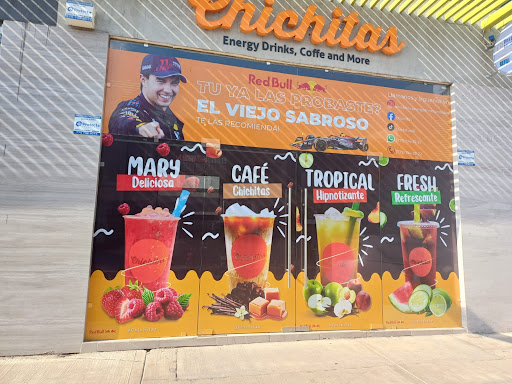 Chichitas
Energy Drinks, Coffe and More
Red Bull
TU YA LAS PROBASTE?
EL VIEJO SABROSO
TE LAS RECOMIENDA!
MARY
Deliciosa
CAFÉ
Chichitas
TROPICAL
Hipnotizante
FRESH
Refrescante